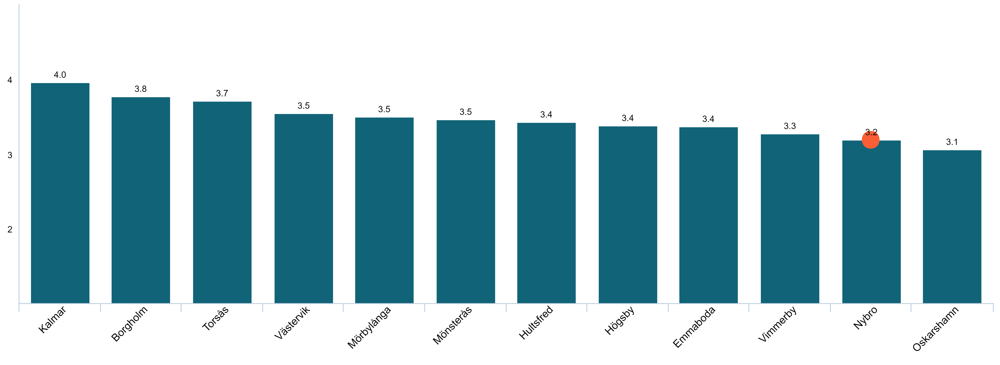 4.0
3.8
3.7
3.5
3.5
3.5
3.4
3.4
3.4
3.3
3.2
3.1
4
3
2
Kalmar
Borgholm
Torsås
Västervik
Mörbylånga
Mönsterås
Hultsfred
Högsby
Emmaboda
Vimmerby
Nybro
Oskarshamn